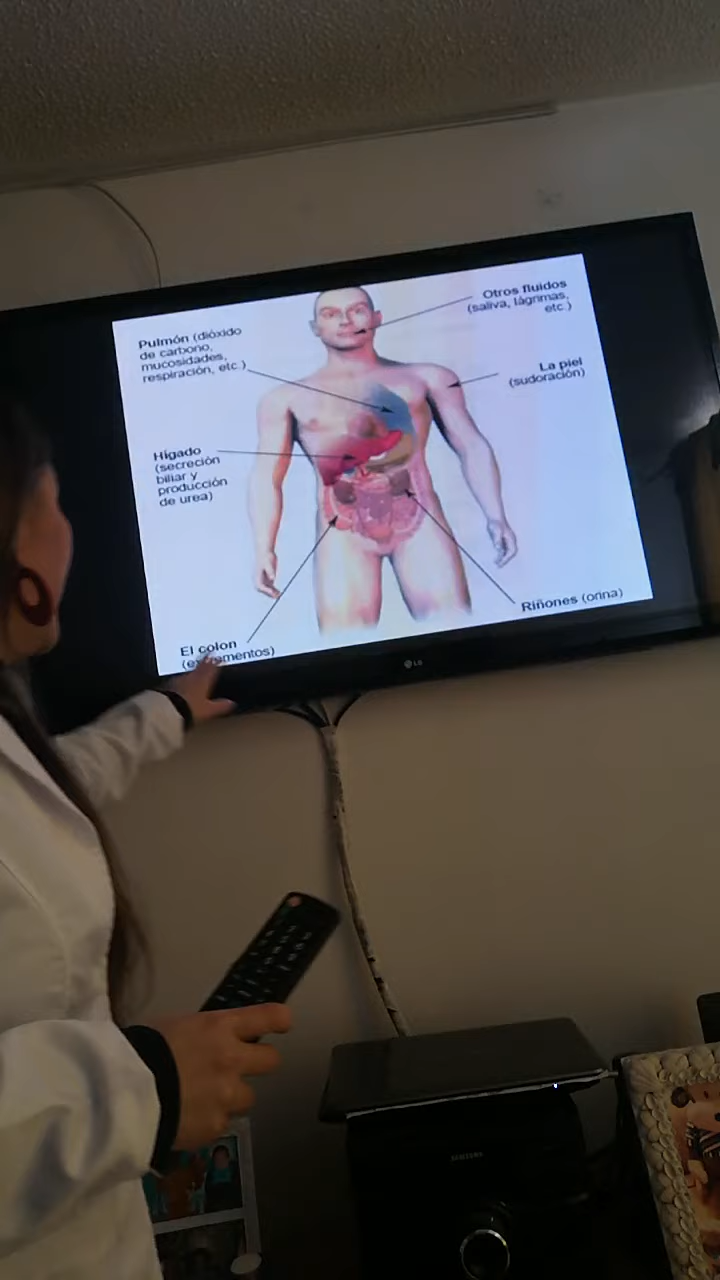 Otros fluidos
(saliva, lágrimas,
etc.)
Pulmón (dióxido
de carbono,
mucosidades,
respiración, etc.)
La piel
(sudoración)
Hígado
(secreción
biliar y
producción
de urea)
Riñones (orina)
El colon
(excrementos)
LG
SAMSUNG